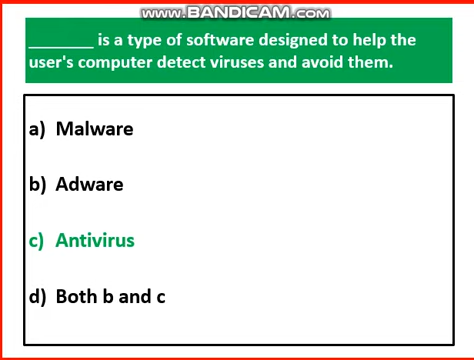 www.BANDICAM.com
________ is a type of software designed to help the
user's computer detect viruses and avoid them.
a) Malware
b) Adware
c) Antivirus
d) Both b and c